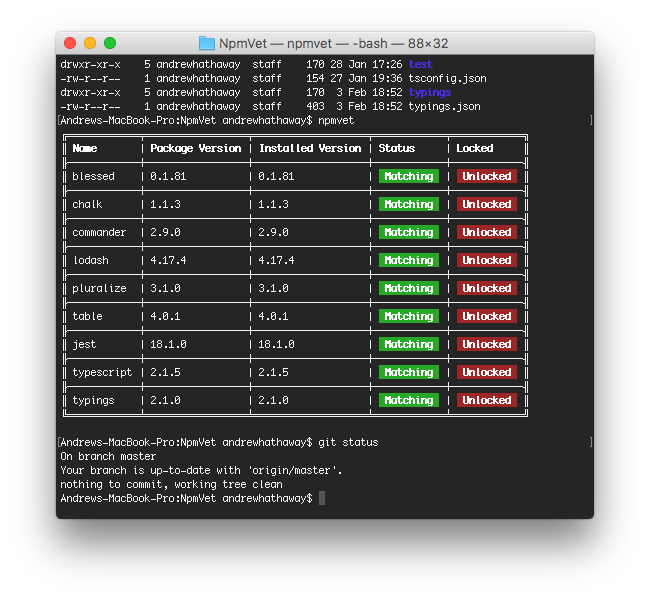 NpmVet — npmvet — -bash — 88×32
drwxr-xr-x 5 andrewhathaway staff 170 28 Jan 17:26 test
-rw-r--r-- 1 andrewhathaway staff 154 27 Jan 19:36 tsconfig.json
drwxr-xr-x 5 andrewhathaway staff 170 3 Feb 18:52 typings
-rw-r--r-- 1 andrewhathaway staff 403 3 Feb 18:52 typings.json
[Andrews-MacBook-Pro:NpmVet andrewhathaway$ npmvet ]
Name | Package Version | Installed Version | Status | Locked
blessed | 0.1.81 | 0.1.81 | Matching | Unlocked
chalk | 1.1.3 | 1.1.3 | Matching | Unlocked
commander | 2.9.0 | 2.9.0 | Matching | Unlocked
lodash | 4.17.4 | 4.17.4 | Matching | Unlocked
pluralize | 3.1.0 | 3.1.0 | Matching | Unlocked
table | 4.0.1 | 4.0.1 | Matching | Unlocked
jest | 18.1.0 | 18.1.0 | Matching | Unlocked
typescript | 2.1.5 | 2.1.5 | Matching | Unlocked
typings | 2.1.0 | 2.1.0 | Matching | Unlocked
[Andrews-MacBook-Pro:NpmVet andrewhathaway$ git status ]
On branch master
Your branch is up-to-date with 'origin/master'.
nothing to commit, working tree clean
Andrews-MacBook-Pro:NpmVet andrewhathaway$